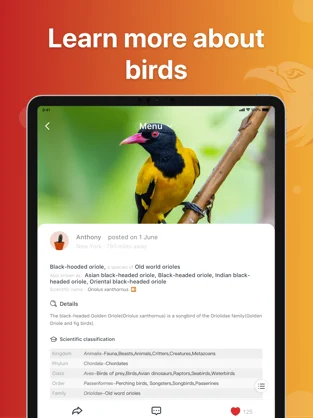 Learn more about
birds
Menu
Anthony posted on 1 June
New York · 750 miles away
Black-hooded oriole, a species of Old world orioles
Also known as: Asian black-headed oriole, Black-headed oriole, Indian black-
headed oriole, Oriental black-headed oriole
Scientific name: Oriolus xanthornus
Details
The black-headed Golden Oriole(Oriolus xanthornus) is a songbird of the Oriolidae family(Golden
Oriole and fig birds).
Scientific classification
Kingdom Animals-Fauna,Beasts,Animals,Critters,Creatures,Metazoans
Phylum Chordata-Chordates
Class Aves-Birds of prey,Birds,Avian dinosaurs,Raptors,Seabirds,Waterbirds
Order Passeriformes-Perching birds, Songsters,Songbirds,Passerines
Family Oriolidae-Old world orioles